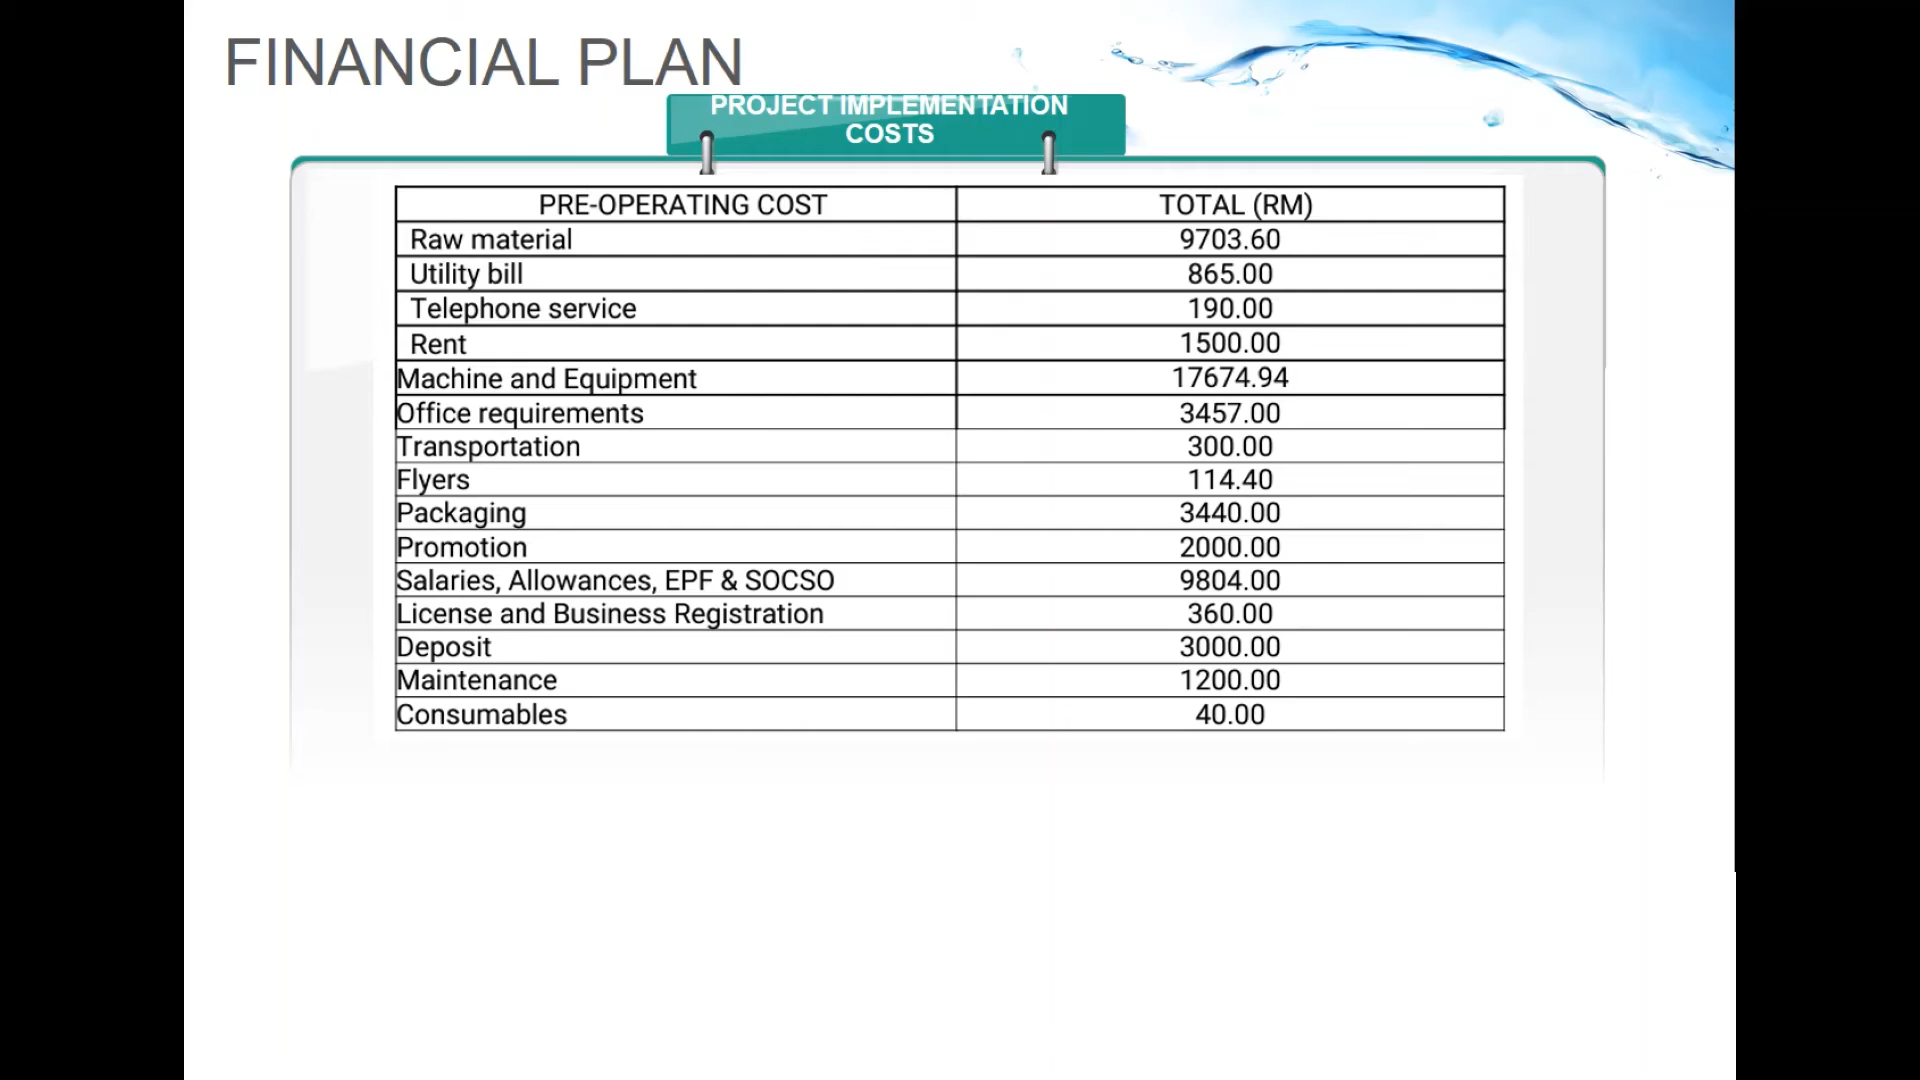 FINANCIAL PLAN
PROJECT IMPLEMENTATION
COSTS
PRE-OPERATING COST TOTAL (RM)
Raw material 9703.60
Utility bill 865.00
Telephone service 190.00
Rent 1500.00
Machine and Equipment 17674.94
Office requirements 3457.00
Transportation 300.00
Flyers 114.40
Packaging 3440.00
Promotion 2000.00
Salaries, Allowances, EPF & SOCSO 9804.00
License and Business Registration 360.00
Deposit 3000.00
Maintenance 1200.00
Consumables 40.00